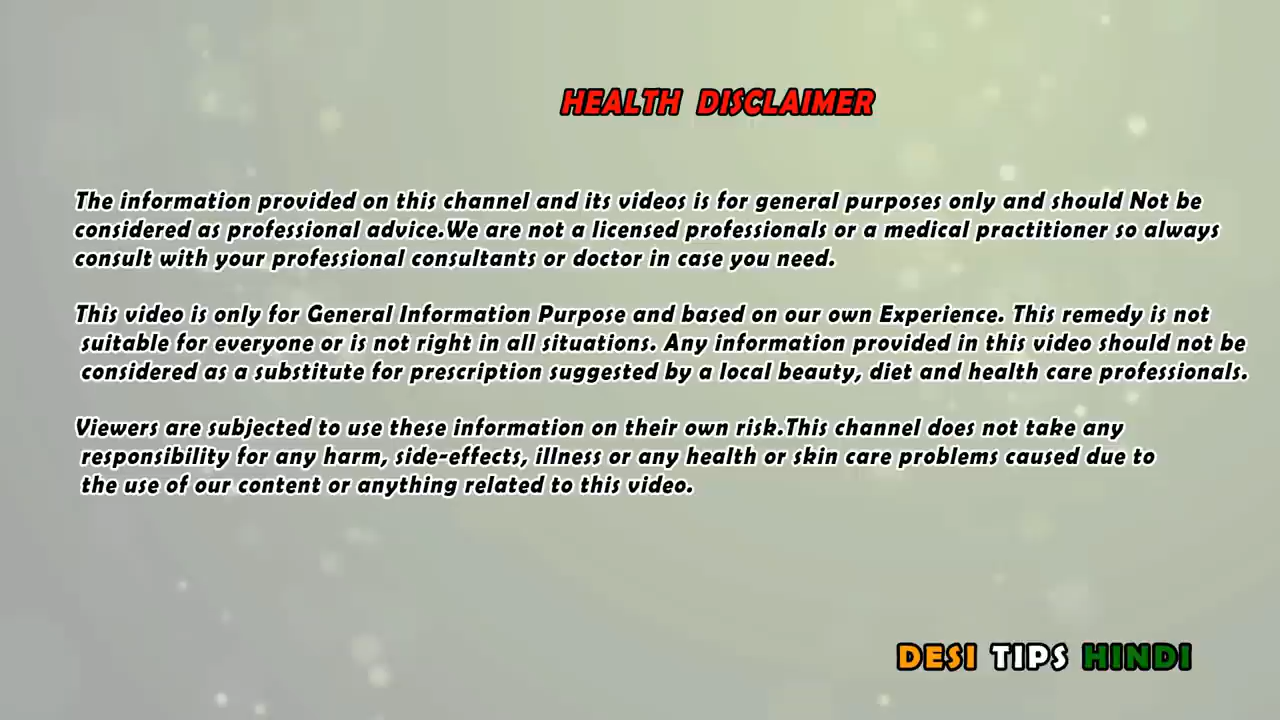 HEALTH DISCLAIMER
The information provided on this channel and its videos is for general purposes only and should Not be
considered as professional advice.We are not a licensed professionals or a medical practitioner so always
consult with your professional consultants or doctor in case you need.
This video is only for General Information Purpose and based on our own Experience. This remedy is not
suitable for everyone or is not right in all situations. Any information provided in this video should not be
considered as a substitute for prescription suggested by a local beauty, diet and health care professionals.
Viewers are subjected to use these information on their own risk.This channel does not take any
responsibility for any harm, side-effects, illness or any health or skin care problems caused due to
the use of our content or anything related to this video.
DESI TIPS HINDI